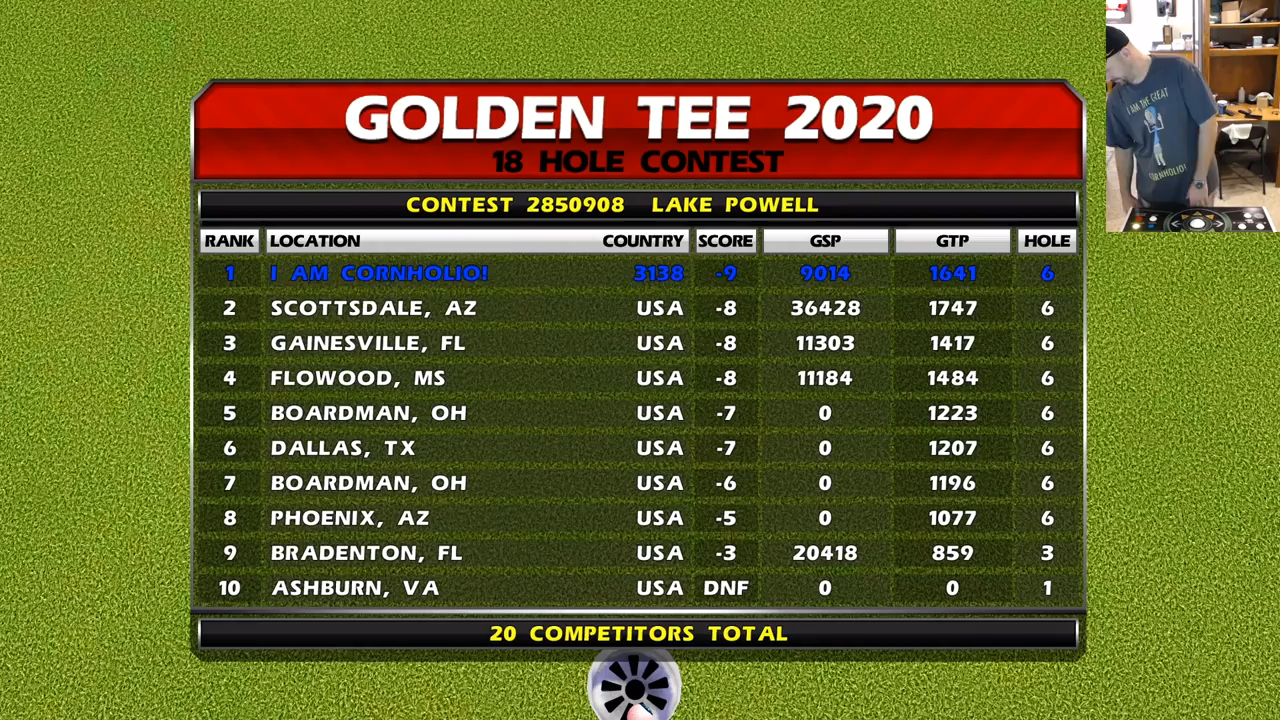 GOLDEN TEE 2020
18 HOLE CONTEST
CONTEST 2850908 LAKE POWELL
RANK LOCATION COUNTRY SCORE GSP GTP HOLE
1 I AM CORNHOLIO! 3138 -9 9014 1641 6
2 SCOTTSDALE, AZ USA -8 36428 1747 6
3 GAINESVILLE, FL USA -8 11303 1417 6
4 FLOWOOD, MS USA -8 11184 1484 6
5 BOARDMAN, OH USA -7 0 1223 6
6 DALLAS, TX USA -7 0 1207 6
7 BOARDMAN, OH USA -6 0 1196 6
8 PHOENIX, AZ USA -5 0 1077 6
9 BRADENTON, FL USA -3 20418 859 3
10 ASHBURN, VA USA DNF 0 0 1
20 COMPETITORS TOTAL
I AM THE GREAT
CORNHOLIO!